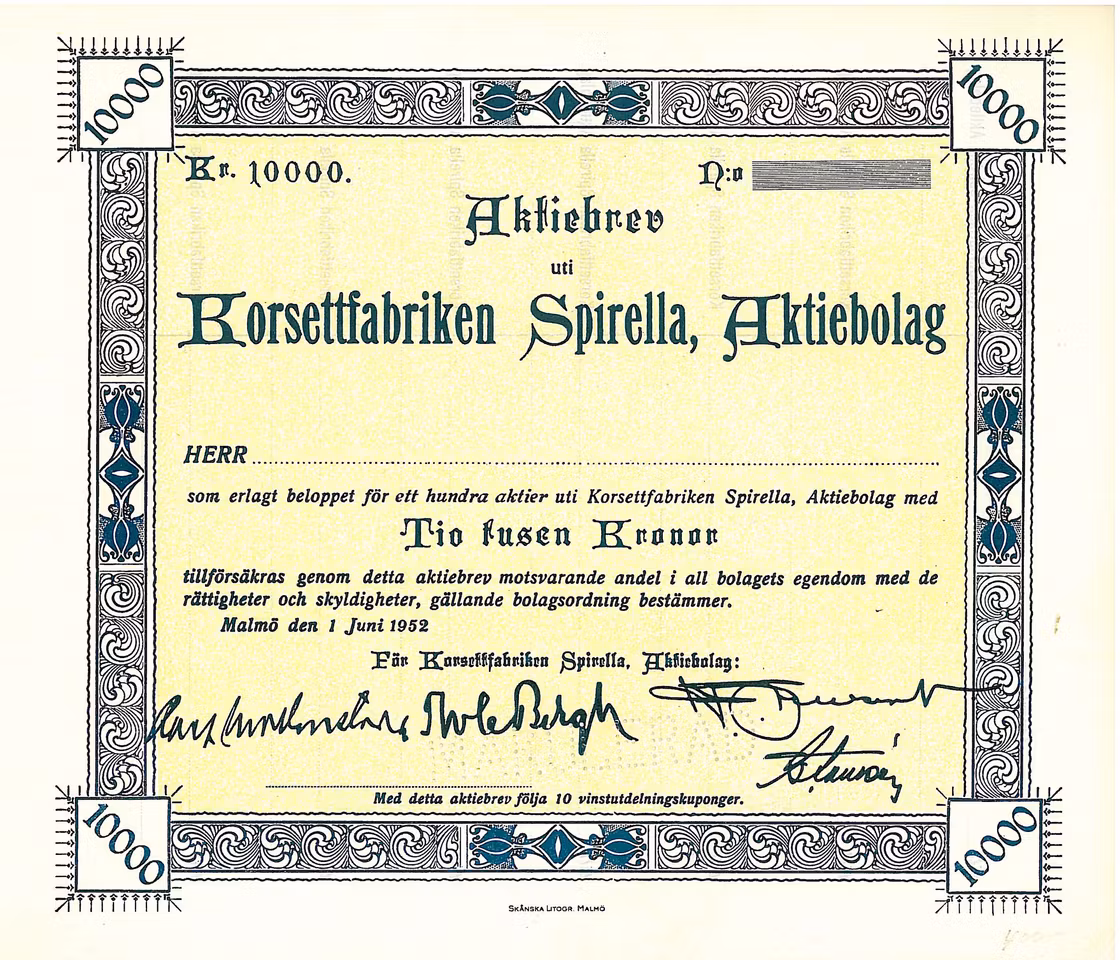 10000
10000
Kr. 10000.
N:o
Aktiebrev
uti
Korsettfabriken Spirella, Aktiebolag
HERR
som erlagt beloppet för ett hundra aktier uti Korsettfabriken Spirella, Aktiebolag med
Tio tusen Kronor
tillförsäkras genom detta aktiebrev motsvarande andel i all bolagets egendom med de
rättigheter och skyldigheter, gällande bolagsordning bestämmer.
Malmö den 1 Juni 1952
För Korsettfabriken Spirella, Aktiebolag:
Med detta aktiebrev följa 10 vinstutdelningskuponger.
10000
10000
SKÅNSKA LITOGR. MALMÖ